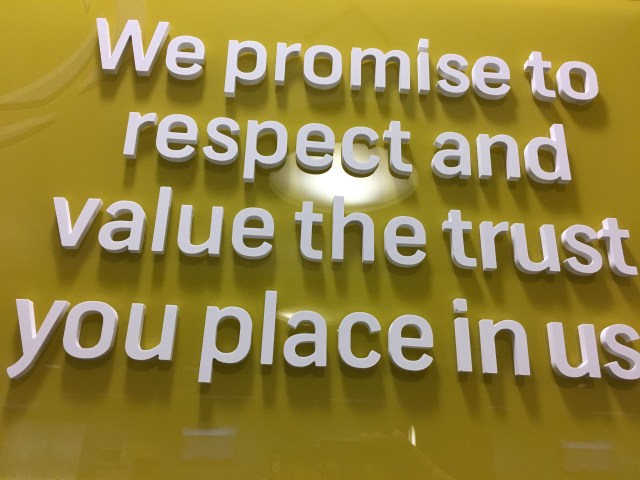 We promise to
respect and
value the trust
you place in us